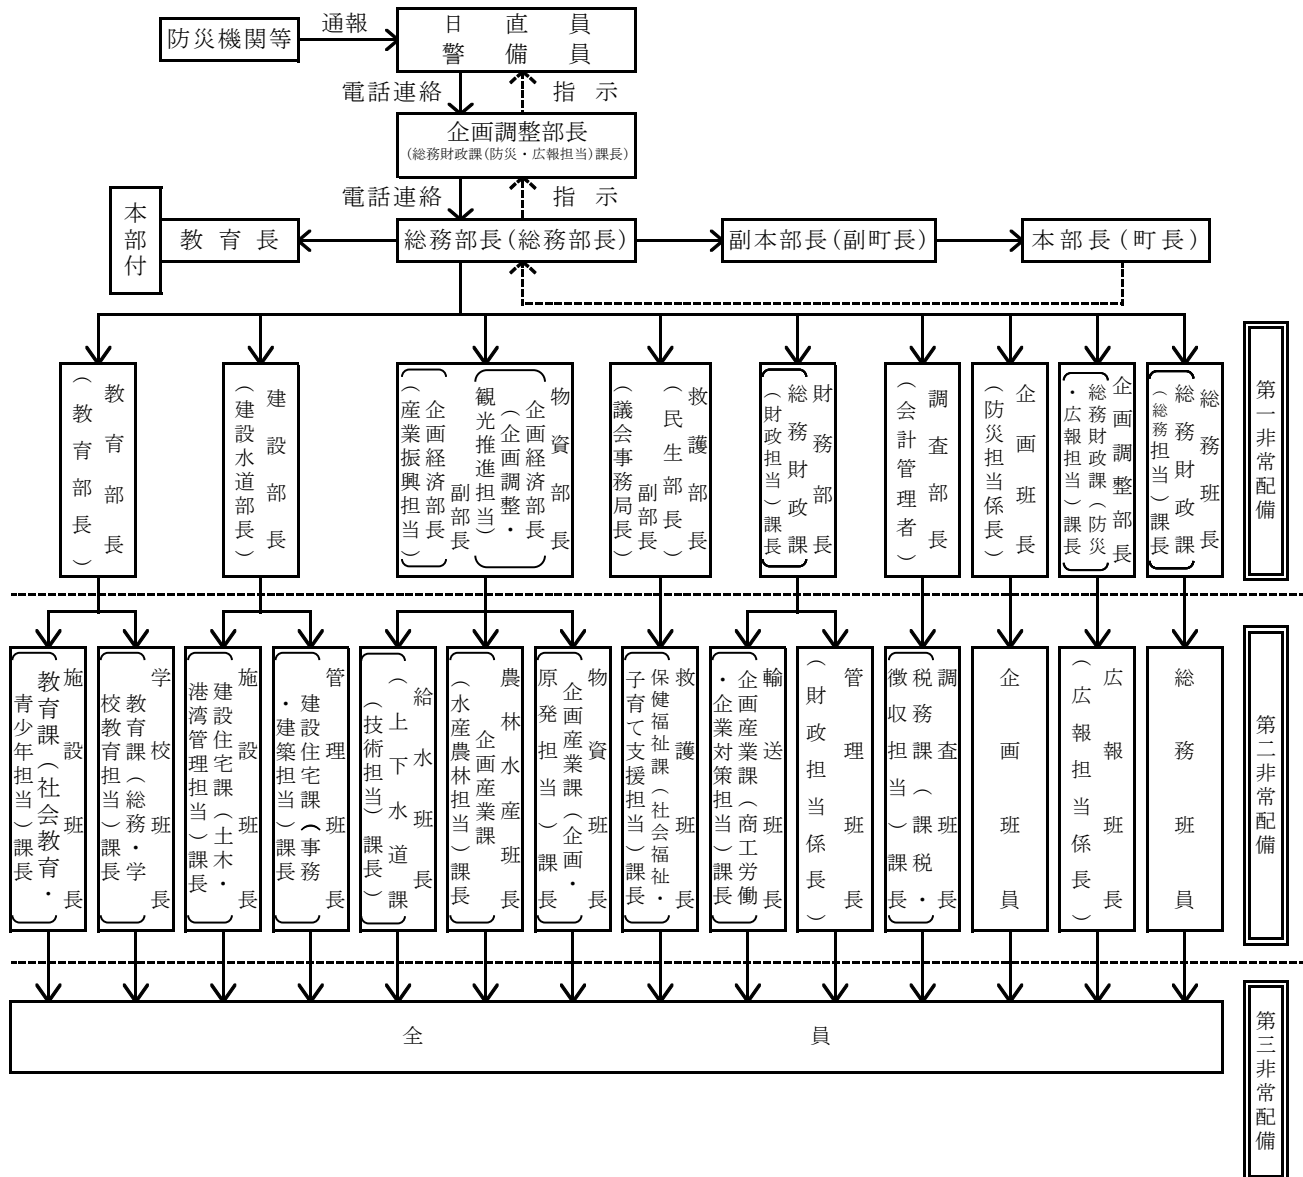 防災機関等
通報
日直員
警備員
電話連絡
指示
企画調整部長
(総務財政課(防災・広報担当)課長)
電話連絡
指示
本部付
教育長
総務部長(総務部長)
副本部長(副町長)
本部長(町長)
第一非常配備
総務班長
総務財政課
(総務担当)課長
企画調整部長
総務財政課(防災
・広報担当)課長
企画班長
(防災担当係長)
調査部長
(会計管理者)
財務部長
総務財政課
(財政担当)課長
救護部長
(民生部長)
副部長
(議会事務局長)
物資部長
企画経済部長
(企画調整・
観光推進担当)
副部長
企画経済部長
(産業振興担当)
建設部長
(建設水道部長)
教育部長
(教育部長)
第二非常配備
総務班員
広報班長
(広報担当係長)
企画班員
調査班長
税務課(課税・
徴収担当)課長
管理班長
(財政担当係長)
輸送班長
企画産業課(商工労働
・企業対策担当)課長
救護班長
保健福祉課(社会福祉・
子育て支援担当)課長
物資班長
企画産業課(企画・
原発担当)課長
農林水産班長
企画産業課
(水産農林担当)課長
給水班長
(上下水道課
(技術担当)課長)
管理班長
建設住宅課(事務
・建築担当)課長
施設班長
建設住宅課(土木・
港湾管理担当)課長
学校班長
教育課(総務・学
校教育担当)課長
施設班長
教育課(社会教育・
青少年担当)課長
第三非常配備
全員